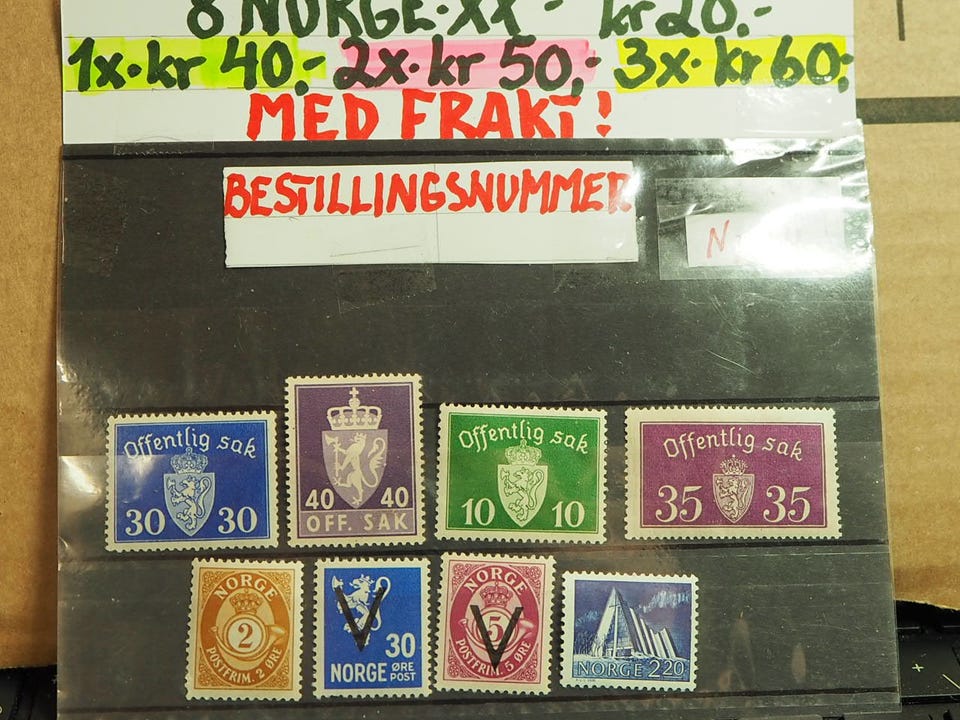 8 NORGE·XX- kr 20.-
1x·kr 40.- 2x·kr 50,- 3x·kr 60,-
MED FRAKT!
BESTILLINGSNUMMER
N
Offentlig sak
30 30
40 40
OFF. SAK
Offentlig sak
10 10
Offentlig sak
35 35
NORGE
2
POSTFRIM. 2 ØRE
V
30
NORGE ØRE POST
NORGE
5
V
POSTFRIM. 5 ØRE
NORGE 2.20